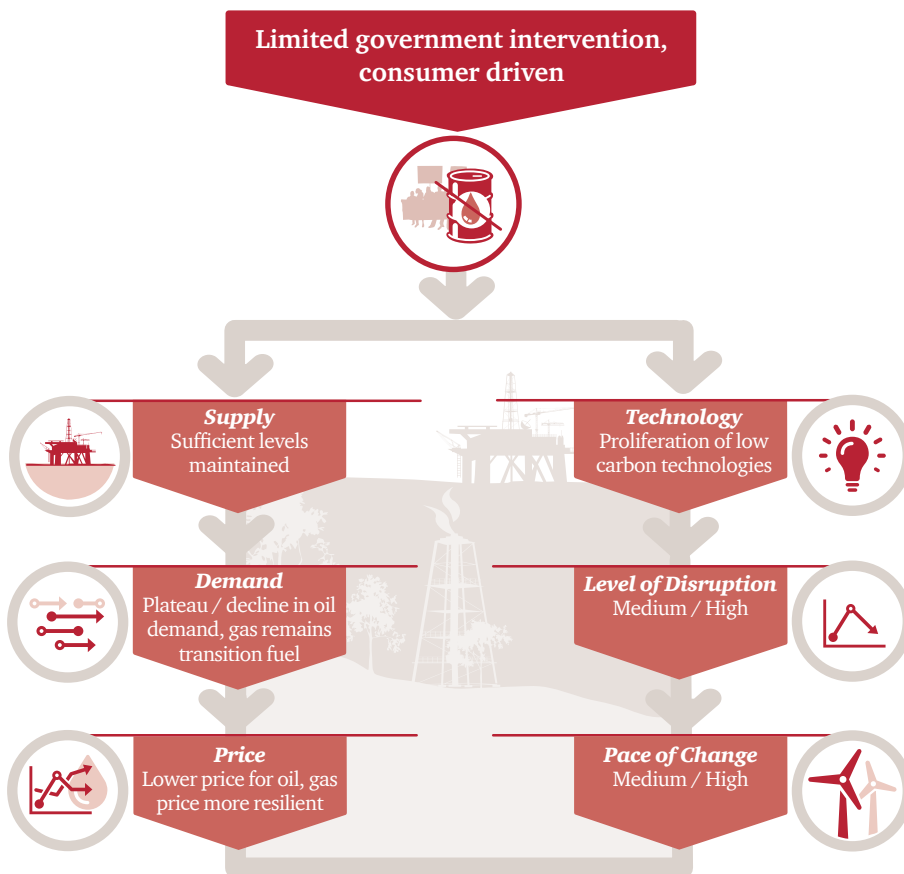 Limited government intervention,
consumer driven
Supply
Sufficient levels
maintained
Technology
Proliferation of low
carbon technologies
Demand
Plateau / decline in oil
demand, gas remains
transition fuel
Level of Disruption
Medium / High
Price
Lower price for oil, gas
price more resilient
Pace of Change
Medium / High